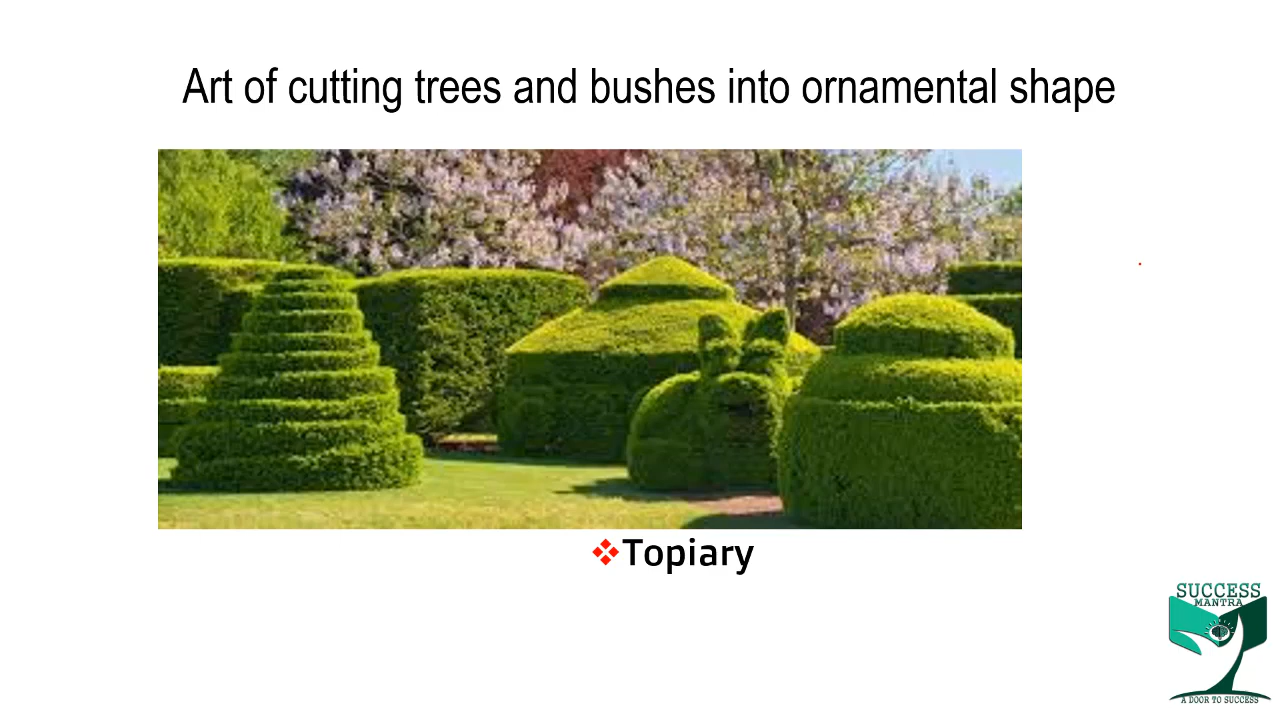 Art of cutting trees and bushes into ornamental shape
❖Topiary
SUCCESS
MANTRA
A DOOR TO SUCCESS